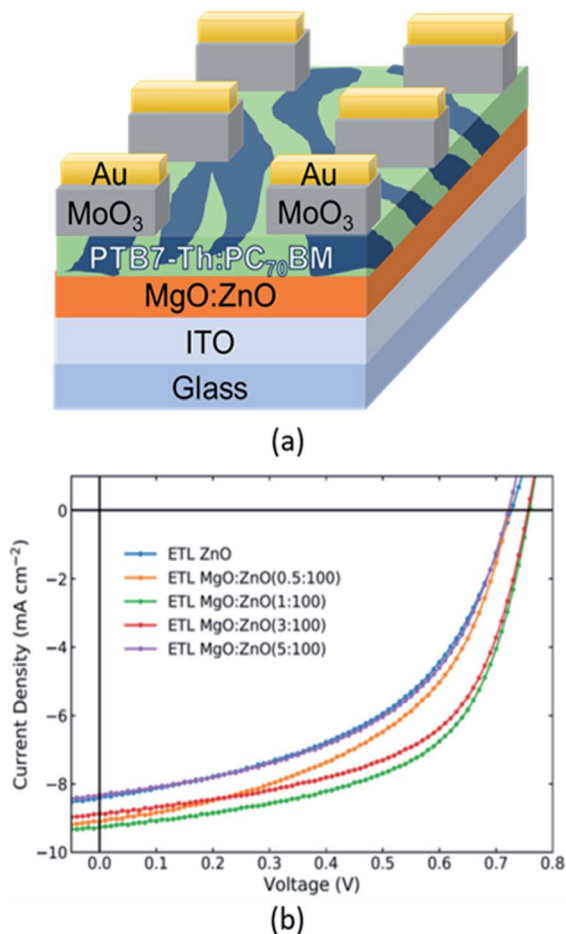 Au
Au
MoO₃
MoO₃
PTB7-Th:PC₇₀BM
MgO:ZnO
ITO
Glass
(a)
0
−2
−4
−6
−8
−10
Current Density (mA cm⁻²)
ETL ZnO
ETL MgO:ZnO(0.5:100)
ETL MgO:ZnO(1:100)
ETL MgO:ZnO(3:100)
ETL MgO:ZnO(5:100)
0.0 0.1 0.2 0.3 0.4 0.5 0.6 0.7 0.8
Voltage (V)
(b)